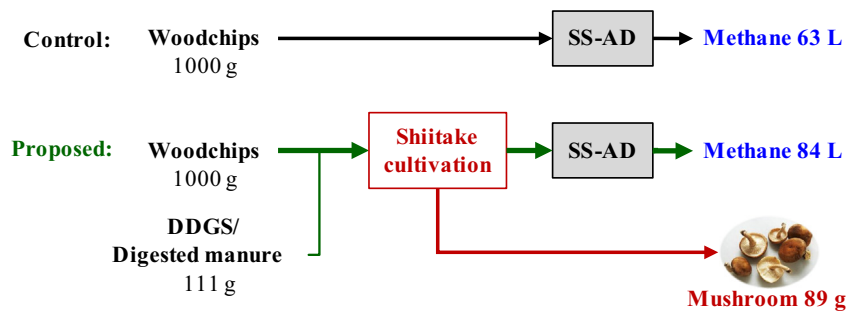 Control:
Woodchips
1000 g
SS-AD
Methane 63 L
Proposed:
Woodchips
1000 g
Shiitake
cultivation
SS-AD
Methane 84 L
DDGS/
Digested manure
111 g
Mushroom 89 g